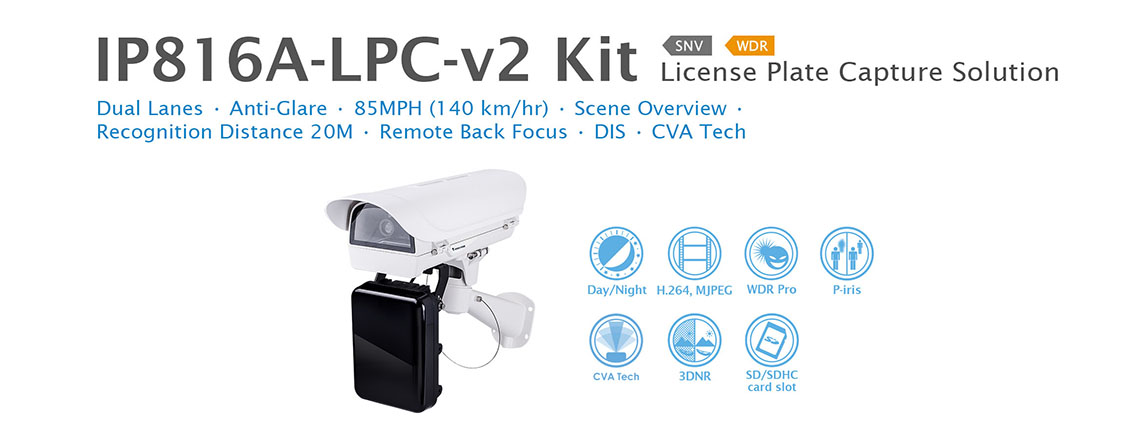 IP816A-LPC-v2 Kit SNV WDR
License Plate Capture Solution
Dual Lanes · Anti-Glare · 85MPH (140 km/hr) · Scene Overview ·
Recognition Distance 20M · Remote Back Focus · DIS · CVA Tech
Day/Night H.264, MJPEG WDR Pro P-iris
CVA Tech 3DNR SD/SDHC
card slot